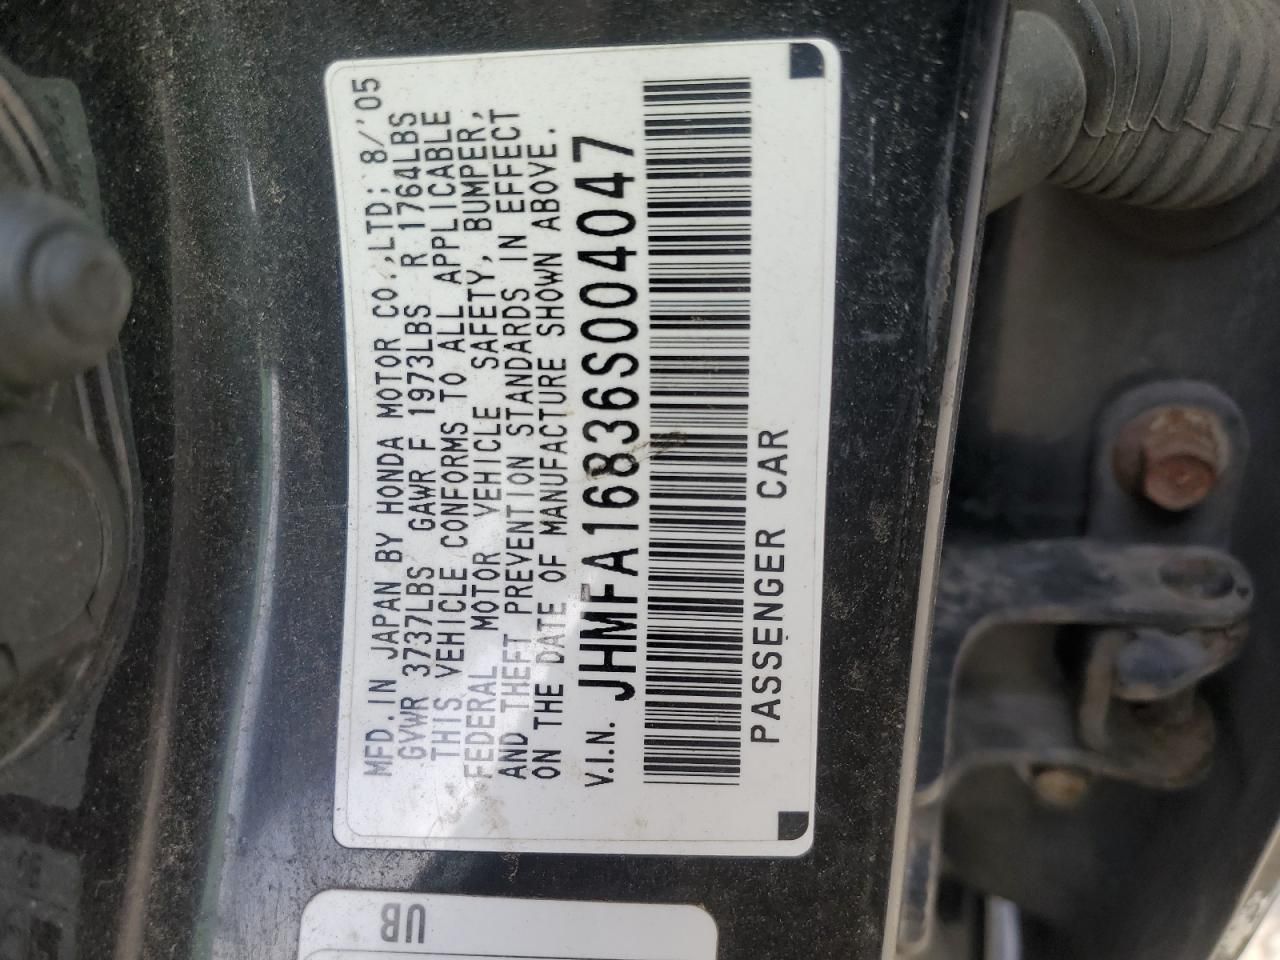 MFD. IN JAPAN BY HONDA MOTOR CO., LTD; 8/'05
GVWR 3737LBS GAWR F 1973LBS R 1764LBS
THIS VEHICLE CONFORMS TO ALL APPLICABLE
FEDERAL MOTOR VEHICLE SAFETY, BUMPER,
AND THEFT PREVENTION STANDARDS IN EFFECT
ON THE DATE OF MANUFACTURE SHOWN ABOVE.
V.I.N. JHMFA16836S004047
PASSENGER CAR
UB